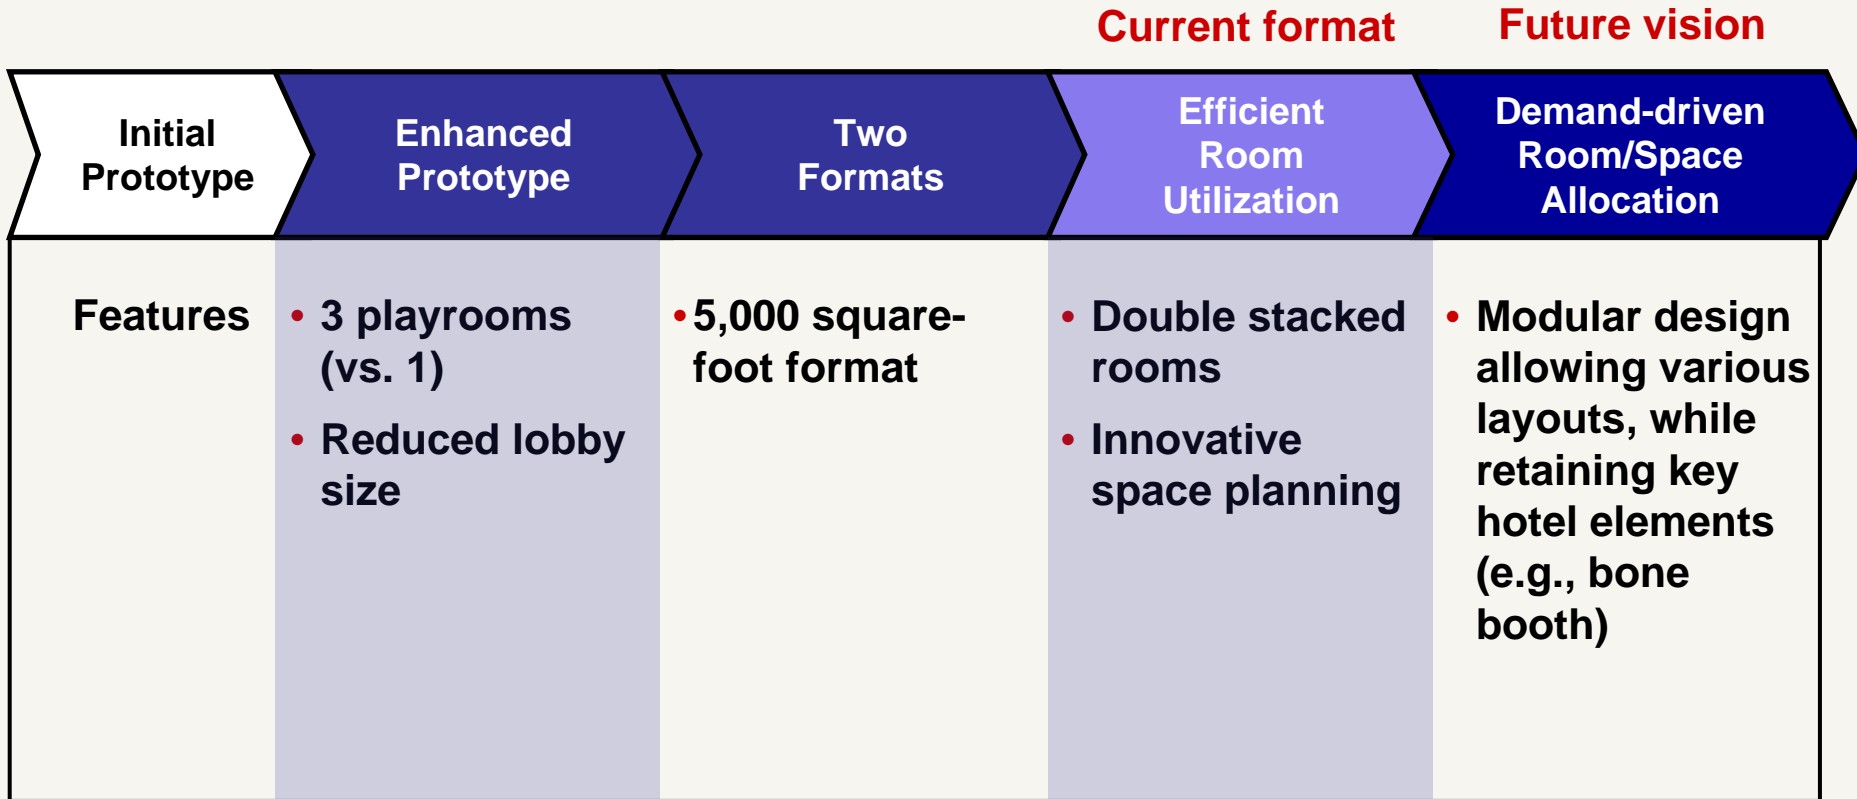 Current format
Future vision
Initial
Prototype
Enhanced
Prototype
Two
Formats
Efficient
Room
Utilization
Demand-driven
Room/Space
Allocation
Features
• 3 playrooms
(vs. 1)
• Reduced lobby
size
• 5,000 square-
foot format
• Double stacked
rooms
• Innovative
space planning
• Modular design
allowing various
layouts, while
retaining key
hotel elements
(e.g., bone
booth)